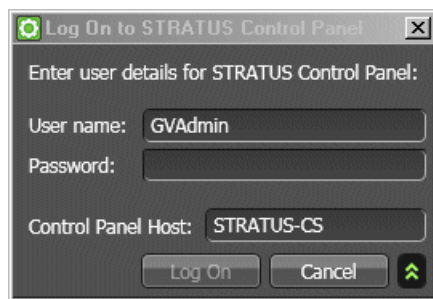 Log On to STRATUS Control Panel
Enter user details for STRATUS Control Panel:
User name: GVAdmin
Password:
Control Panel Host: STRATUS-CS
Log On Cancel